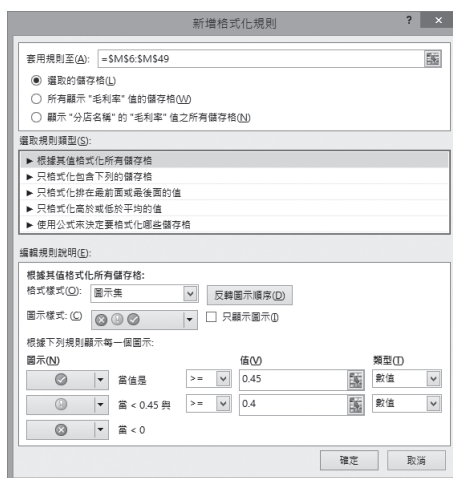 新增格式化規則
? ×
套用規則至(A): =$M$6:$M$49
選取的儲存格(L)
所有顯示 "毛利率" 值的儲存格(W)
顯示 "分店名稱" 的 "毛利率" 值之所有儲存格(N)
選取規則類型(S):
► 根據其值格式化所有儲存格
► 只格式化包含下列的儲存格
► 只格式化排在最前面或最後面的值
► 只格式化高於或低於平均的值
► 使用公式來決定要格式化哪些儲存格
編輯規則說明(E):
根據其值格式化所有儲存格:
格式樣式(O): 圖示集 反轉圖示順序(D)
圖示樣式: (C) 只顯示圖示(I)
根據下列規則顯示每一個圖示:
圖示(N) 值(V) 類型(T)
當值是 >= 0.45 數值
當 < 0.45 與 >= 0.4 數值
當 < 0
確定 取消